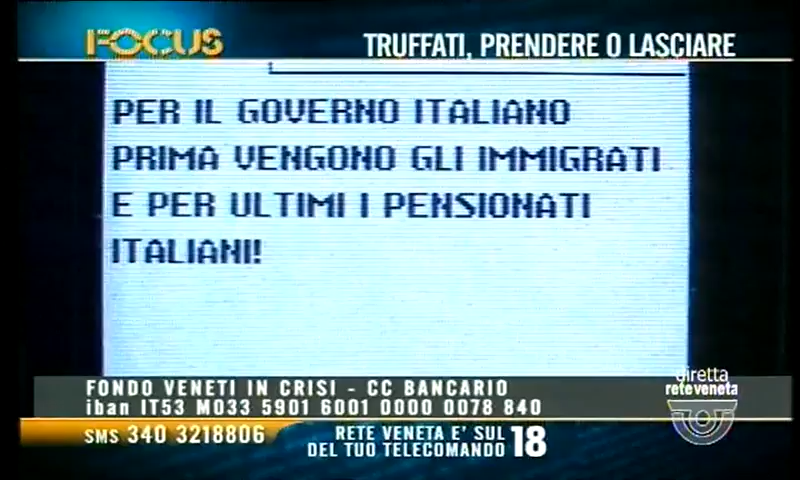 FOCUS
TRUFFATI, PRENDERE O LASCIARE
PER IL GOVERNO ITALIANO
PRIMA VENGONO GLI IMMIGRATI
E PER ULTIMI I PENSIONATI
ITALIANI!
diretta
reteveneta
FONDO VENETI IN CRISI - CC BANCARIO
iban IT53 M033 5901 6001 0000 0078 840
SMS 340 3218806
RETE VENETA E' SUL
DEL TUO TELECOMANDO 18